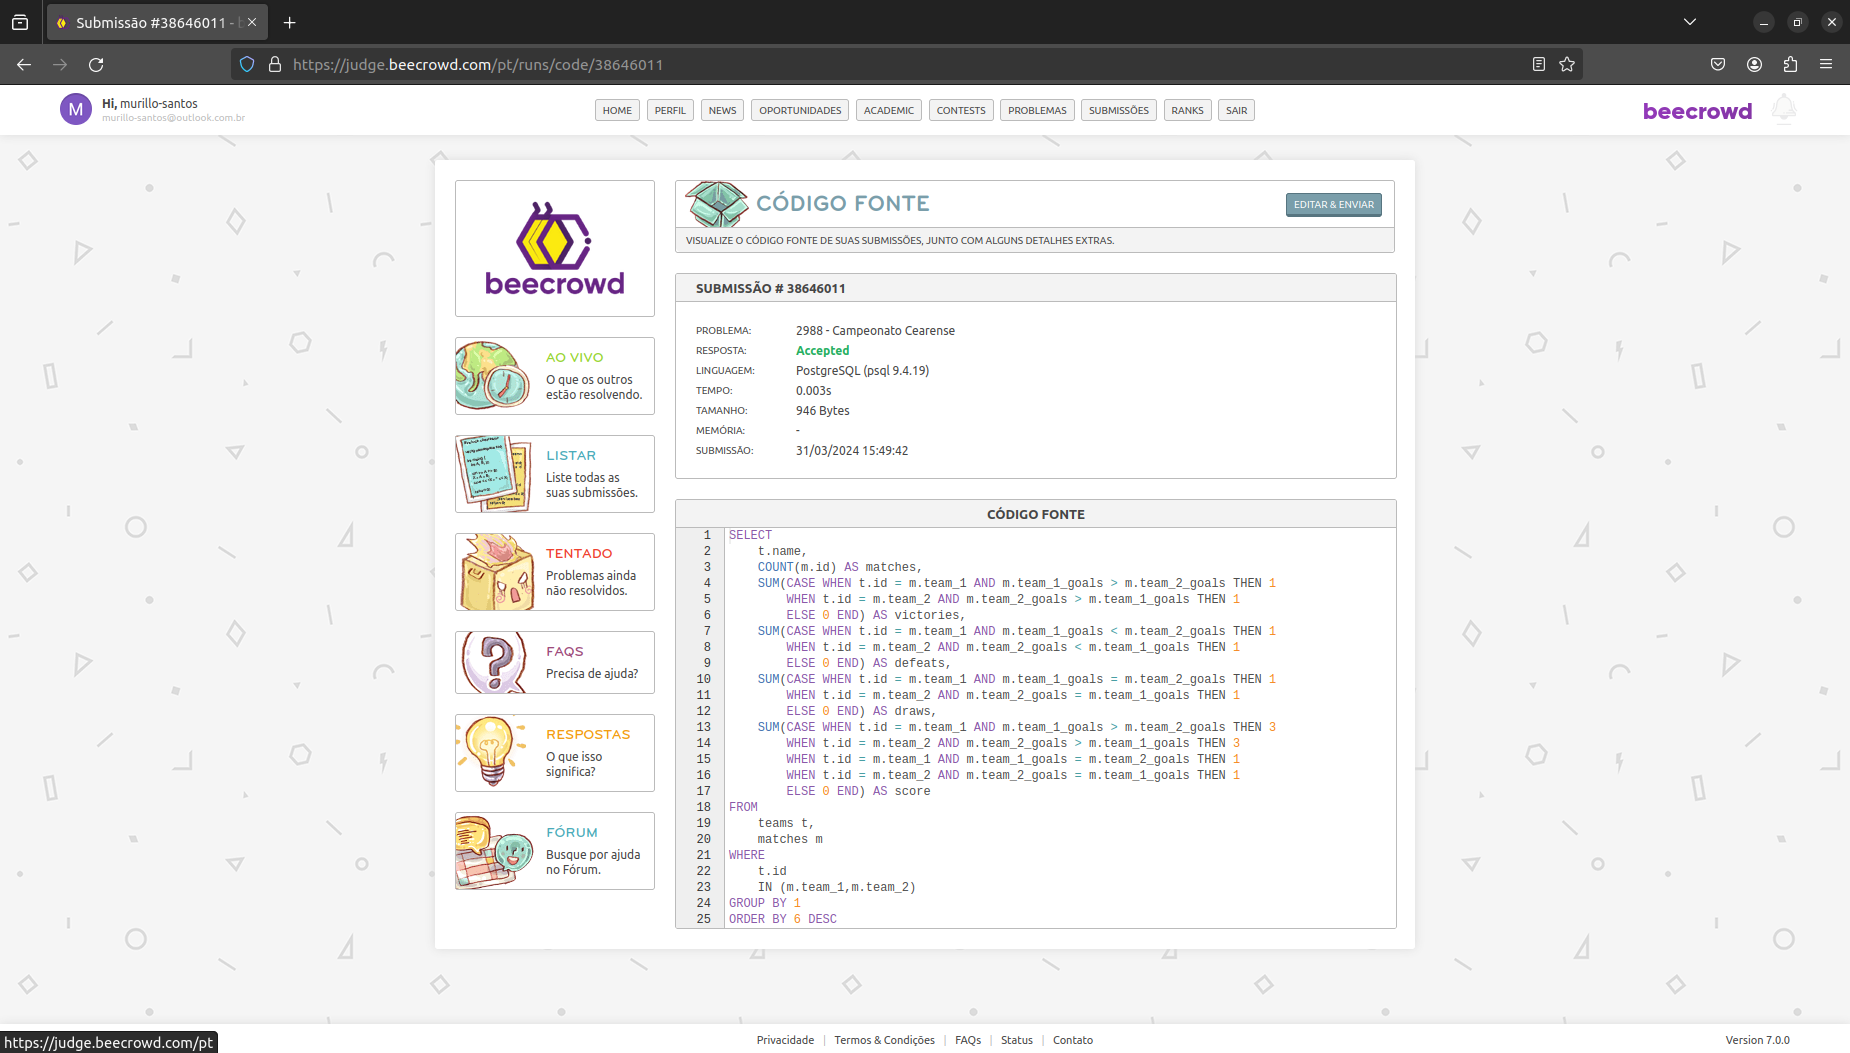 Submissão #38646011 - b
https://judge.beecrowd.com/pt/runs/code/38646011
M
Hi, murillo-santos
murillo-santos@outlook.com.br
HOME
PERFIL
NEWS
OPORTUNIDADES
ACADEMIC
CONTESTS
PROBLEMAS
SUBMISSÕES
RANKS
SAIR
beecrowd
beecrowd
AO VIVO
O que os outros
estão resolvendo.
LISTAR
Liste todas as
suas submissões.
TENTADO
Problemas ainda
não resolvidos.
FAQS
Precisa de ajuda?
RESPOSTAS
O que isso
significa?
FÓRUM
Busque por ajuda
no Fórum.
CÓDIGO FONTE
EDITAR & ENVIAR
VISUALIZE O CÓDIGO FONTE DE SUAS SUBMISSÕES, JUNTO COM ALGUNS DETALHES EXTRAS.
SUBMISSÃO # 38646011
PROBLEMA: 2988 - Campeonato Cearense
RESPOSTA: Accepted
LINGUAGEM: PostgreSQL (psql 9.4.19)
TEMPO: 0.003s
TAMANHO: 946 Bytes
MEMÓRIA: -
SUBMISSÃO: 31/03/2024 15:49:42
CÓDIGO FONTE
1 SELECT
2     t.name,
3     COUNT(m.id) AS matches,
4     SUM(CASE WHEN t.id = m.team_1 AND m.team_1_goals > m.team_2_goals THEN 1
5         WHEN t.id = m.team_2 AND m.team_2_goals > m.team_1_goals THEN 1
6         ELSE 0 END) AS victories,
7     SUM(CASE WHEN t.id = m.team_1 AND m.team_1_goals < m.team_2_goals THEN 1
8         WHEN t.id = m.team_2 AND m.team_2_goals < m.team_1_goals THEN 1
9         ELSE 0 END) AS defeats,
10     SUM(CASE WHEN t.id = m.team_1 AND m.team_1_goals = m.team_2_goals THEN 1
11         WHEN t.id = m.team_2 AND m.team_2_goals = m.team_1_goals THEN 1
12         ELSE 0 END) AS draws,
13     SUM(CASE WHEN t.id = m.team_1 AND m.team_1_goals > m.team_2_goals THEN 3
14         WHEN t.id = m.team_2 AND m.team_2_goals > m.team_1_goals THEN 3
15         WHEN t.id = m.team_1 AND m.team_1_goals = m.team_2_goals THEN 1
16         WHEN t.id = m.team_2 AND m.team_2_goals = m.team_1_goals THEN 1
17         ELSE 0 END) AS score
18 FROM
19     teams t,
20     matches m
21 WHERE
22     t.id
23     IN (m.team_1,m.team_2)
24 GROUP BY 1
25 ORDER BY 6 DESC
https://judge.beecrowd.com/pt
Privacidade | Termos & Condições | FAQs | Status | Contato
Version 7.0.0